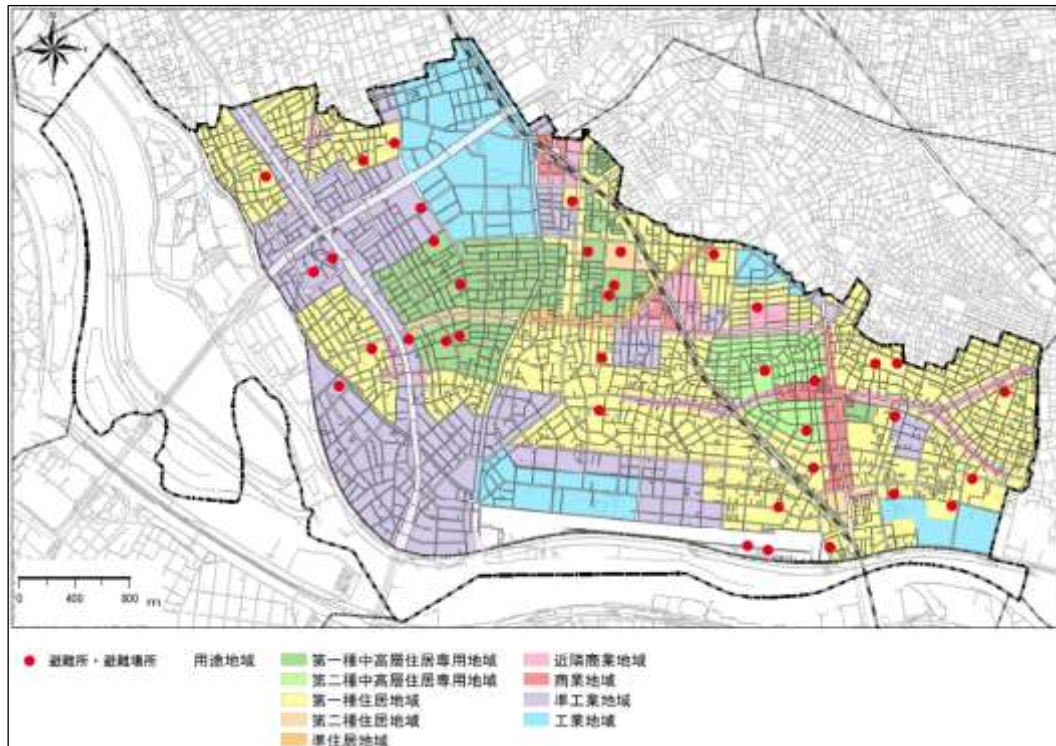 0 400 800 m
避難所・避難場所
用途地域
第一種中高層住居専用地域
第二種中高層住居専用地域
第一種住居地域
第二種住居地域
準住居地域
近隣商業地域
商業地域
準工業地域
工業地域